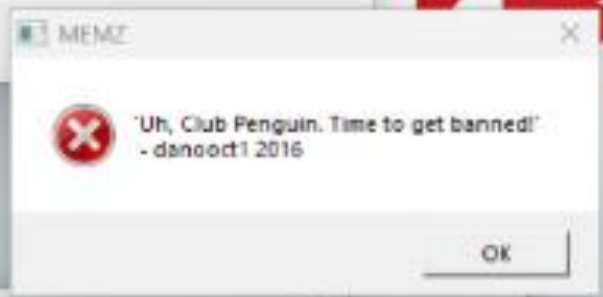 MEMZ
'Uh, Club Penguin. Time to get banned!'
- danooct1 2016
OK